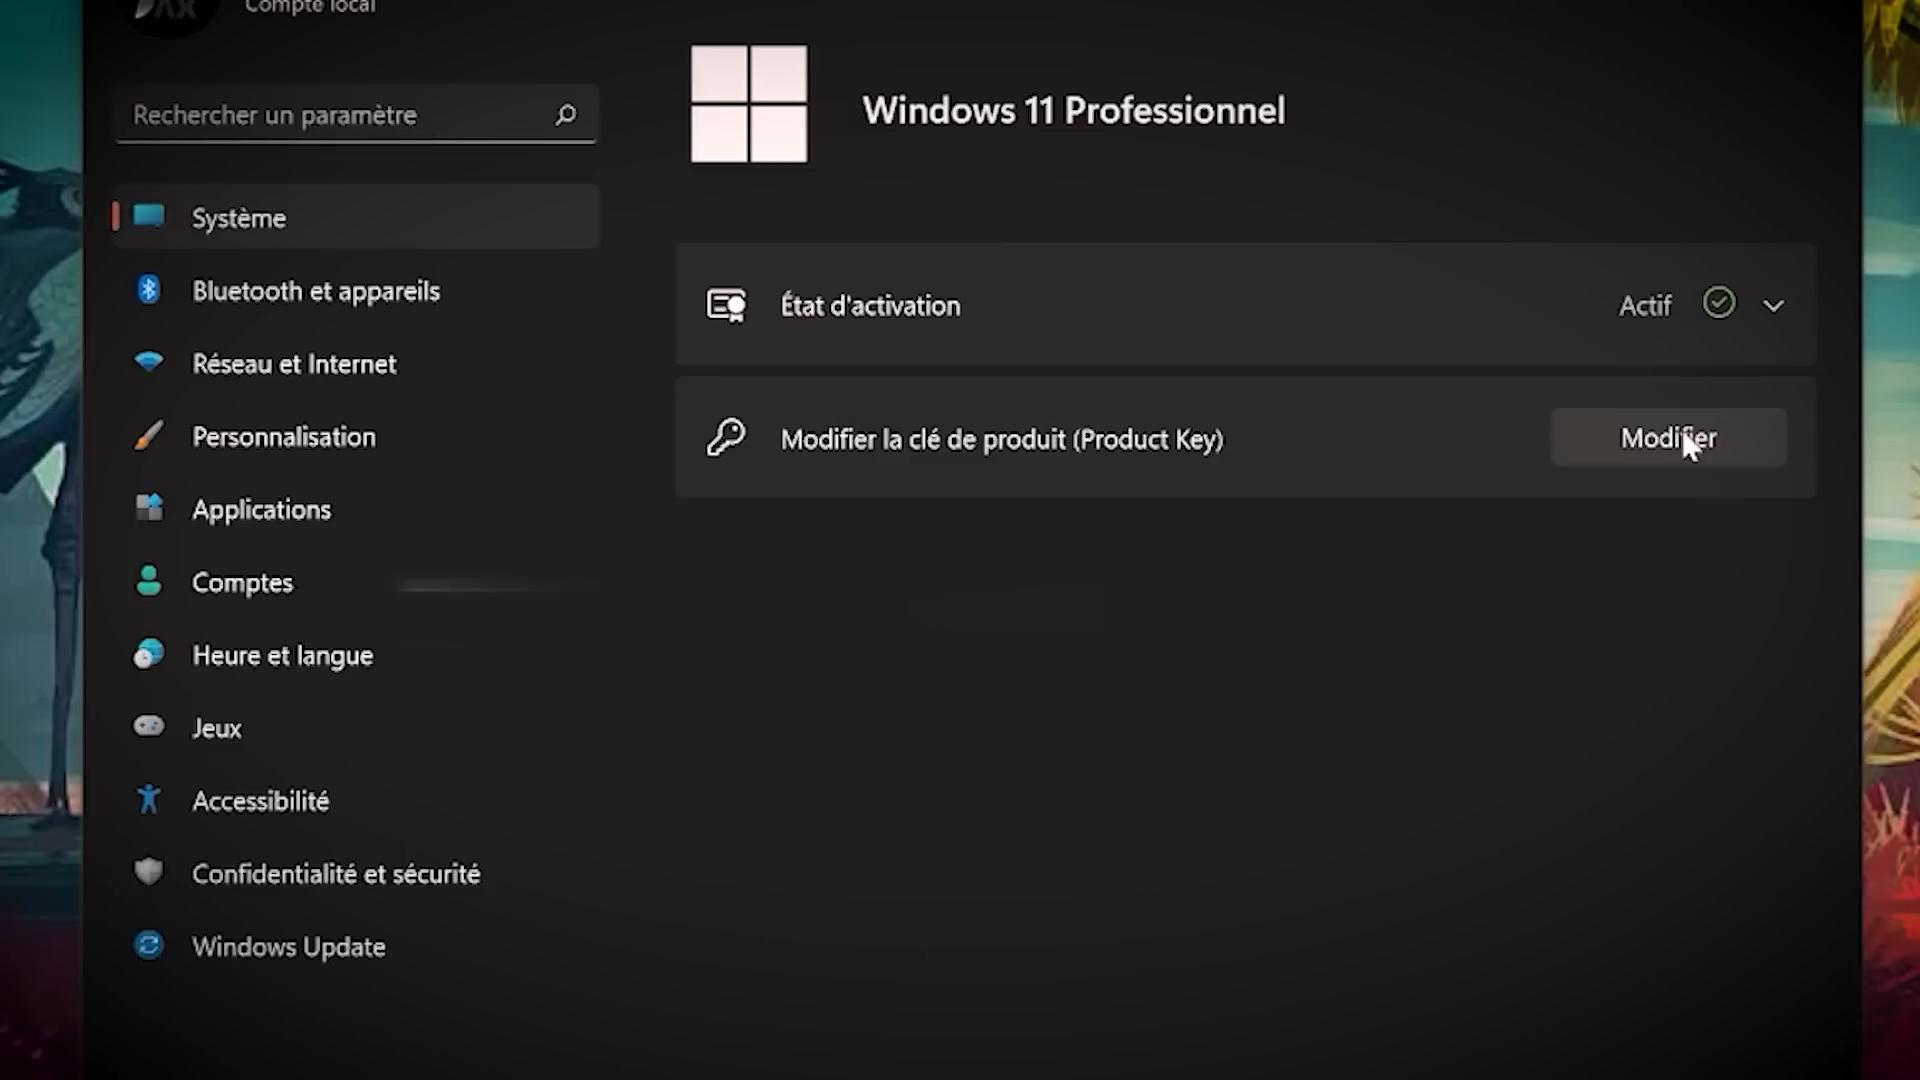 Compte local
Rechercher un paramètre
Windows 11 Professionnel
Système
Bluetooth et appareils
Réseau et Internet
Personnalisation
Applications
Comptes
Heure et langue
Jeux
Accessibilité
Confidentialité et sécurité
Windows Update
État d'activation
Actif
Modifier la clé de produit (Product Key)
Modifier